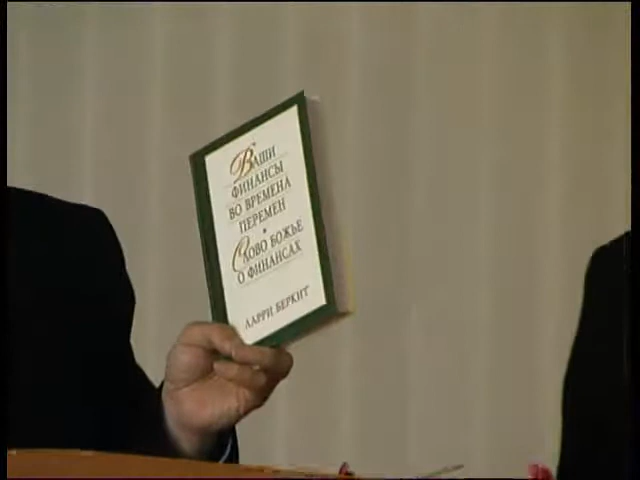 Ваши
финансы
во времена
перемен
•
Слово Божье
о финансах
Ларри Беркит